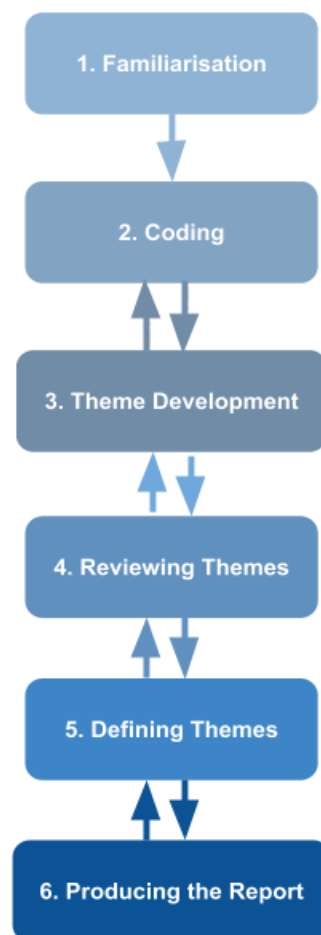 1. Familiarisation
2. Coding
3. Theme Development
4. Reviewing Themes
5. Defining Themes
6. Producing the Report